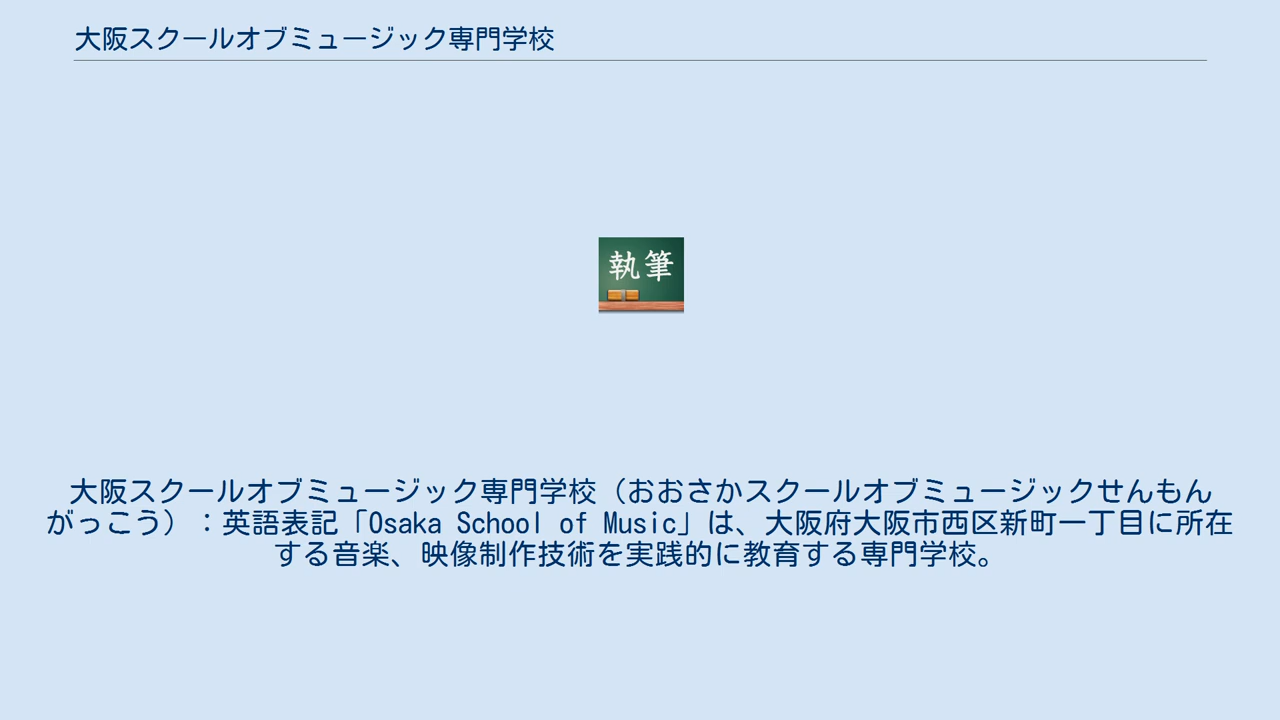 大阪スクールオブミュージック専門学校
執筆
大阪スクールオブミュージック専門学校（おおさかスクールオブミュージックせんもん
がっこう）：英語表記「Osaka School of Music」は、大阪府大阪市西区新町一丁目に所在
する音楽、映像制作技術を実践的に教育する専門学校。